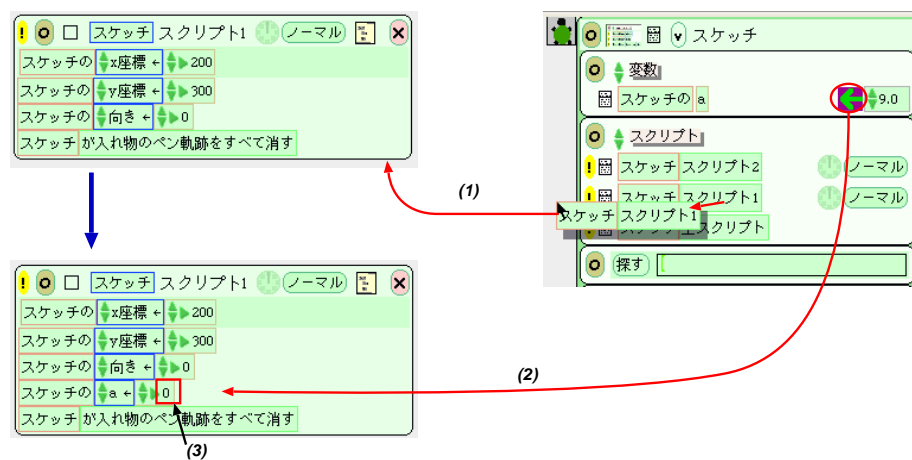 ! スケッチ スクリプト1 ノーマル
スケッチの x座標 ← 200
スケッチの y座標 ← 300
スケッチの 向き ← 0
スケッチ が入れ物のペン軌跡をすべて消す
スケッチ
変数
スケッチの a ← 9.0
スクリプト
! スケッチ スクリプト2 ノーマル
! スケッチ スクリプト1 ノーマル
スケッチ スクリプト1
スクリプト
探す
(1)
! スケッチ スクリプト1 ノーマル
スケッチの x座標 ← 200
スケッチの y座標 ← 300
スケッチの 向き ← 0
スケッチの a ← 0
スケッチ が入れ物のペン軌跡をすべて消す
(2)
(3)